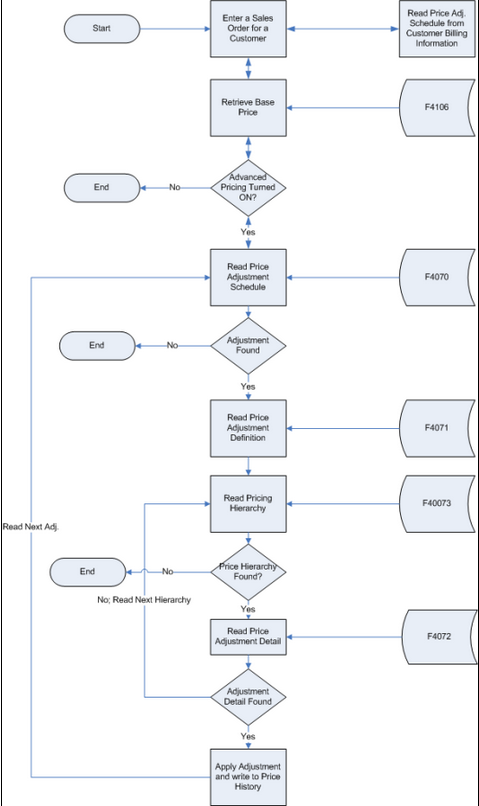 Start
Enter a Sales
Order for a
Customer
Read Price Adj.
Schedule from
Customer Billing
Information
Retrieve Base
Price
F4106
Advanced
Pricing Turned
ON?
No
End
Yes
Read Price
Adjustment
Schedule
F4070
Adjustment
Found
No
End
Yes
Read Price
Adjustment
Definition
F4071
Read Pricing
Hierarchy
F40073
Read Next Adj.
Price Hierarchy
Found?
No
End
No; Read Next Hierarchy
Yes
Read Price
Adjustment Detail
F4072
Adjustment
Detail Found
Yes
Apply Adjustment
and write to Price
History